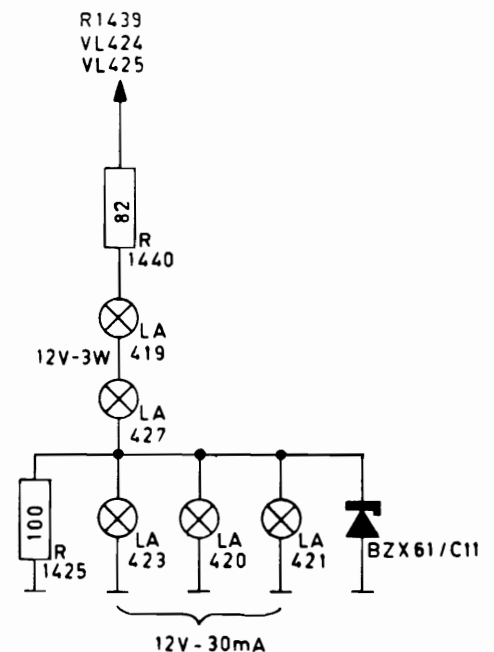 R1439
VL424
VL425
82
R
1440
LA
419
12V-3W
LA
427
100
R
1425
LA
423
LA
420
LA
421
BZX61/C11
12V-30mA